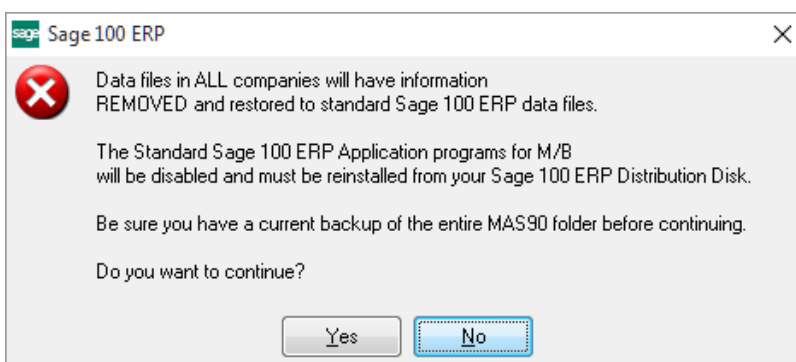 sage Sage 100 ERP
Data files in ALL companies will have information
REMOVED and restored to standard Sage 100 ERP data files.
The Standard Sage 100 ERP Application programs for M/B
will be disabled and must be reinstalled from your Sage 100 ERP Distribution Disk.
Be sure you have a current backup of the entire MAS90 folder before continuing.
Do you want to continue?
Yes No